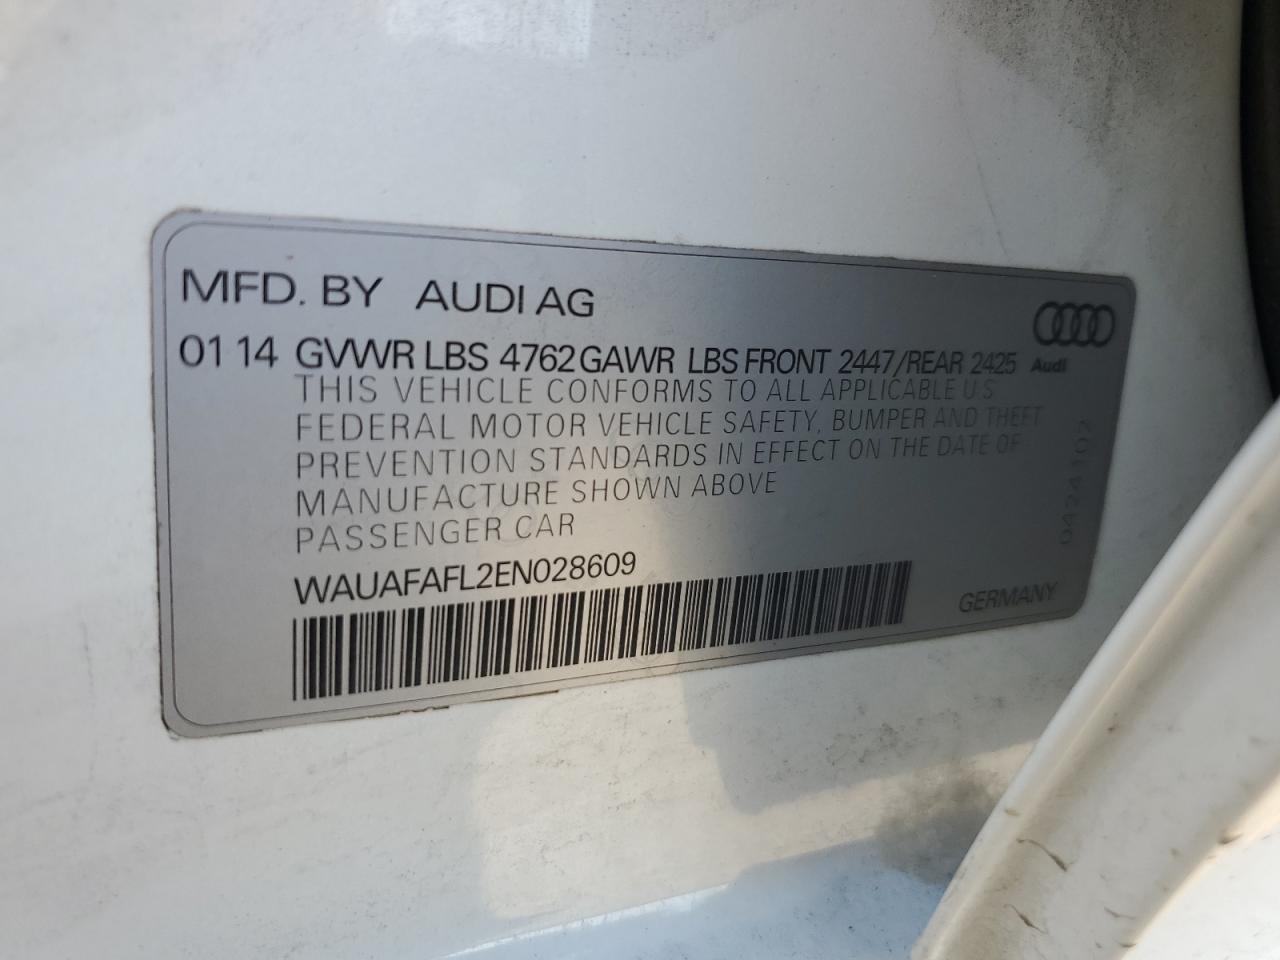 MFD. BY AUDI AG
01 14 GVWR LBS 4762 GAWR LBS FRONT 2447/REAR 2425
Audi
THIS VEHICLE CONFORMS TO ALL APPLICABLE U S
FEDERAL MOTOR VEHICLE SAFETY, BUMPER AND THEFT
PREVENTION STANDARDS IN EFFECT ON THE DATE OF
MANUFACTURE SHOWN ABOVE
PASSENGER CAR
WAUAFAFL2EN028609
GERMANY
0424107